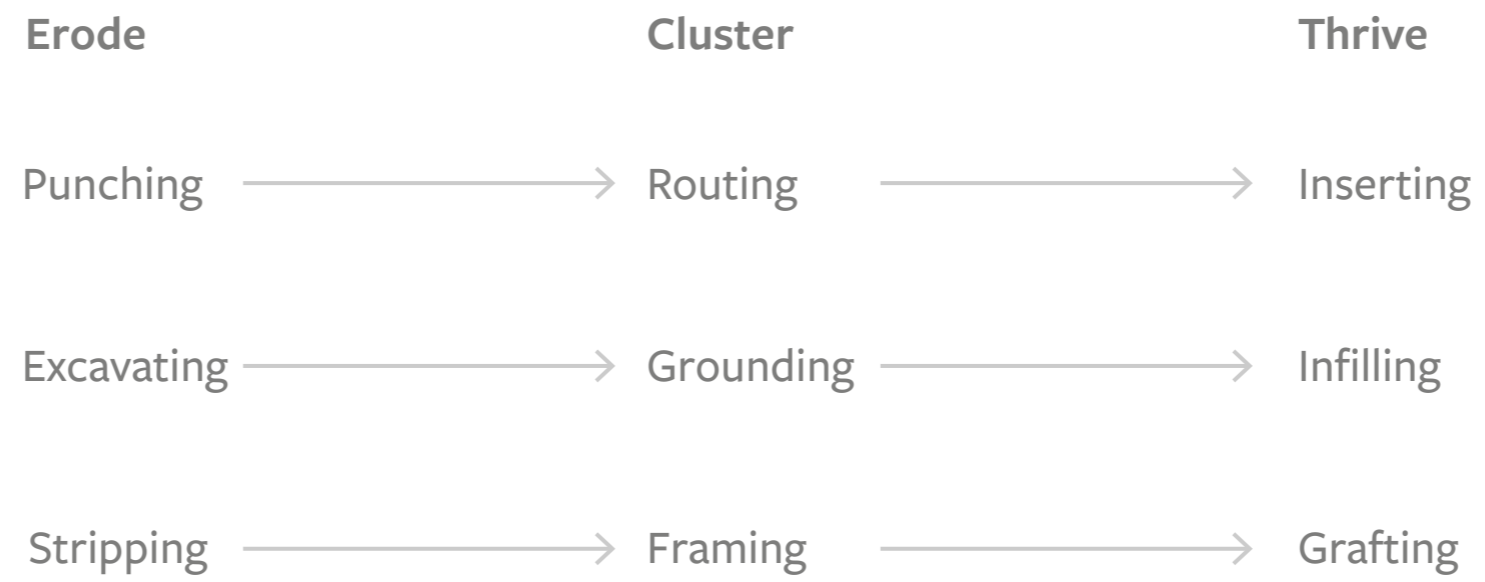 Erode Cluster Thrive
Punching Routing Inserting
Excavating Grounding Infilling
Stripping Framing Grafting